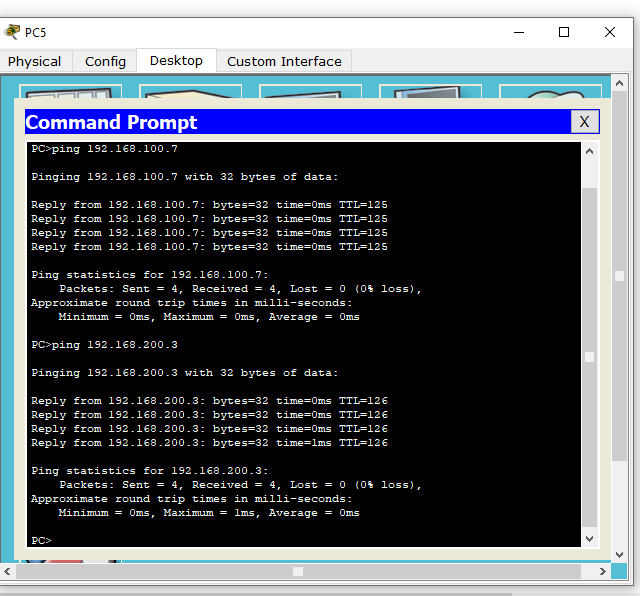 PC5
Physical Config Desktop Custom Interface
Command Prompt X
PC>ping 192.168.100.7
Pinging 192.168.100.7 with 32 bytes of data:
Reply from 192.168.100.7: bytes=32 time=0ms TTL=125
Reply from 192.168.100.7: bytes=32 time=0ms TTL=125
Reply from 192.168.100.7: bytes=32 time=0ms TTL=125
Reply from 192.168.100.7: bytes=32 time=0ms TTL=125
Ping statistics for 192.168.100.7:
Packets: Sent = 4, Received = 4, Lost = 0 (0% loss),
Approximate round trip times in milli-seconds:
Minimum = 0ms, Maximum = 0ms, Average = 0ms
PC>ping 192.168.200.3
Pinging 192.168.200.3 with 32 bytes of data:
Reply from 192.168.200.3: bytes=32 time=0ms TTL=126
Reply from 192.168.200.3: bytes=32 time=0ms TTL=126
Reply from 192.168.200.3: bytes=32 time=0ms TTL=126
Reply from 192.168.200.3: bytes=32 time=1ms TTL=126
Ping statistics for 192.168.200.3:
Packets: Sent = 4, Received = 4, Lost = 0 (0% loss),
Approximate round trip times in milli-seconds:
Minimum = 0ms, Maximum = 1ms, Average = 0ms
PC>